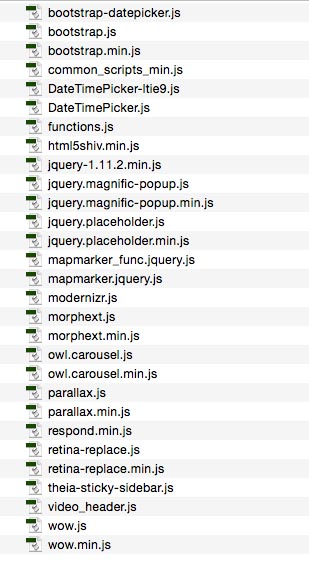 bootstrap-datepicker.js
bootstrap.js
bootstrap.min.js
common_scripts_min.js
DateTimePicker-ltie9.js
DateTimePicker.js
functions.js
html5shiv.min.js
jquery-1.11.2.min.js
jquery.magnific-popup.js
jquery.magnific-popup.min.js
jquery.placeholder.js
jquery.placeholder.min.js
mapmarker_func.jquery.js
mapmarker.jquery.js
modernizr.js
morphext.js
morphext.min.js
owl.carousel.js
owl.carousel.min.js
parallax.js
parallax.min.js
respond.min.js
retina-replace.js
retina-replace.min.js
theia-sticky-sidebar.js
video_header.js
wow.js
wow.min.js